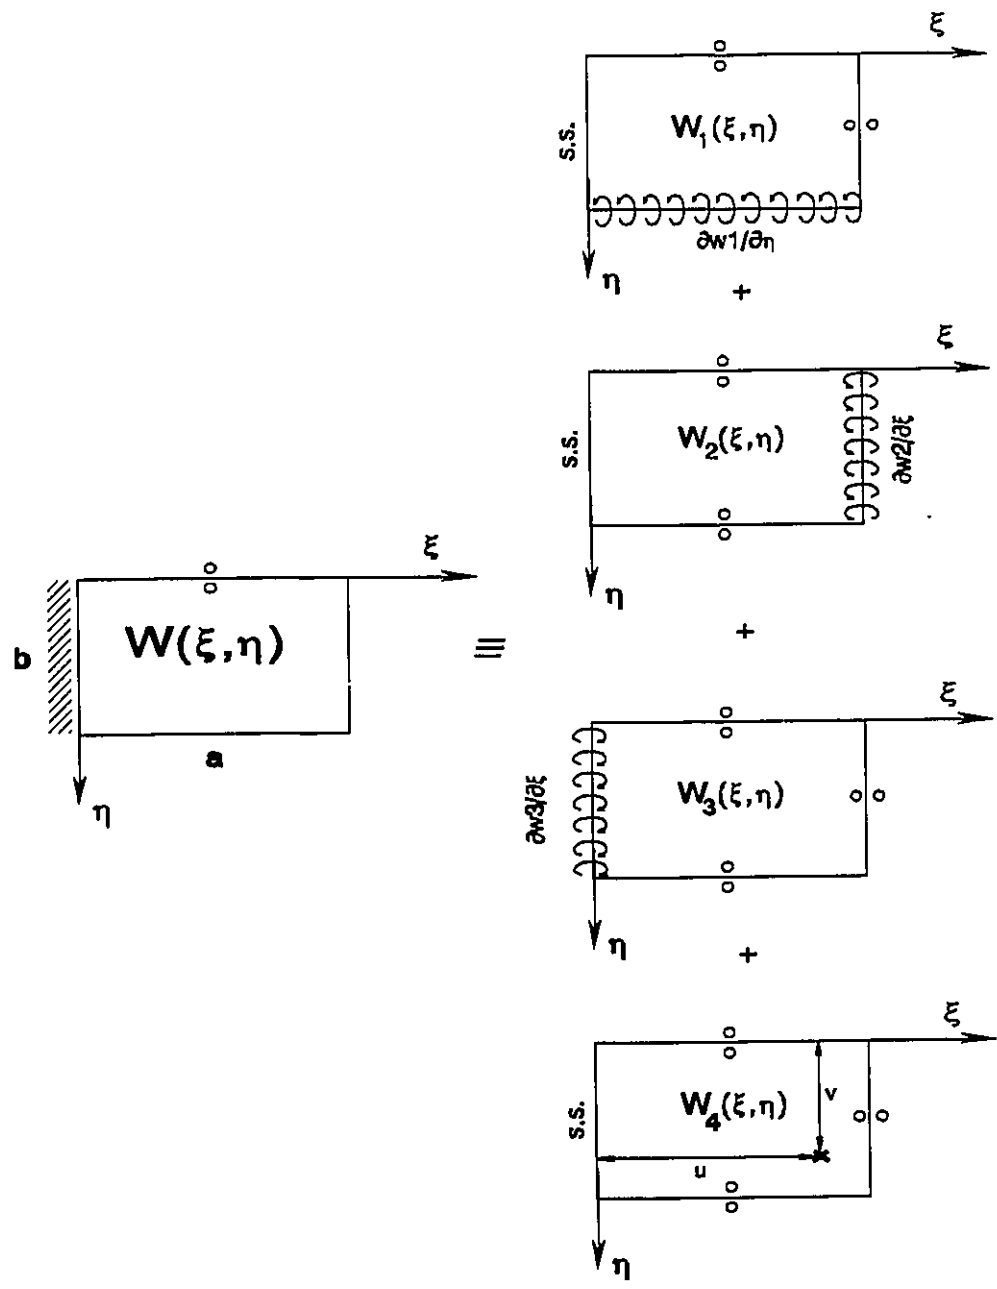 ξ
s.s.
W₁(ξ,η)
∂w1/∂η
η
+
ξ
s.s.
W₂(ξ,η)
∂w2/∂ξ
η
+
ξ
b
W(ξ,η)
≡
a
η
ξ
∂w3/∂ξ
W₃(ξ,η)
η
+
ξ
s.s.
W₄(ξ,η)
v
u
η